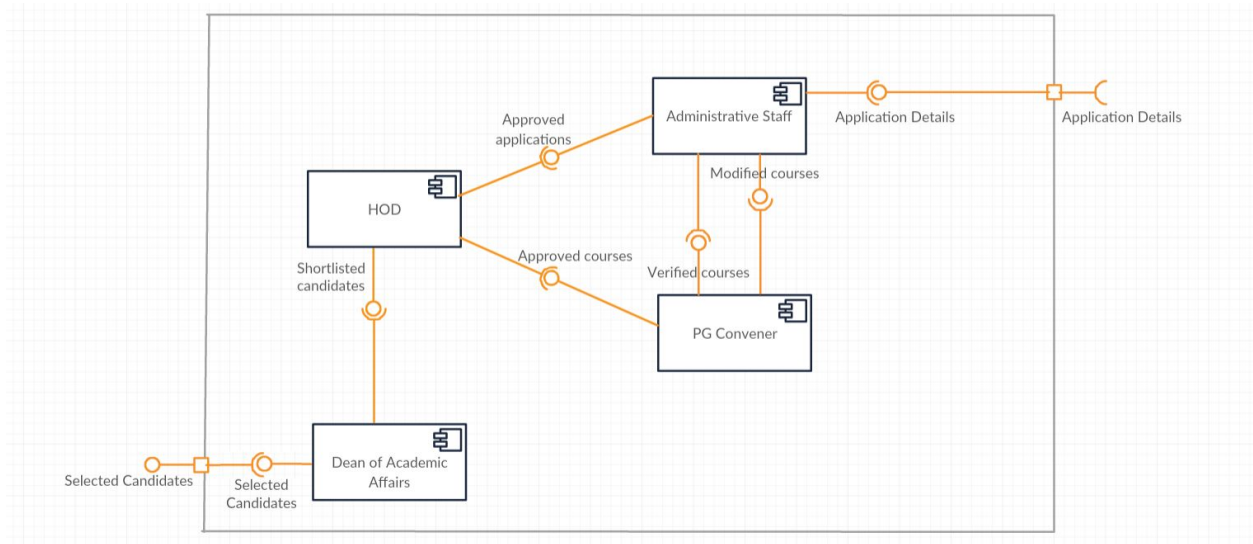 Approved
applications
Administrative Staff
Application Details
Application Details
Modified courses
HOD
Shortlisted
candidates
Approved courses
Verified courses
PG Convener
Dean of Academic
Affairs
Selected Candidates
Selected
Candidates